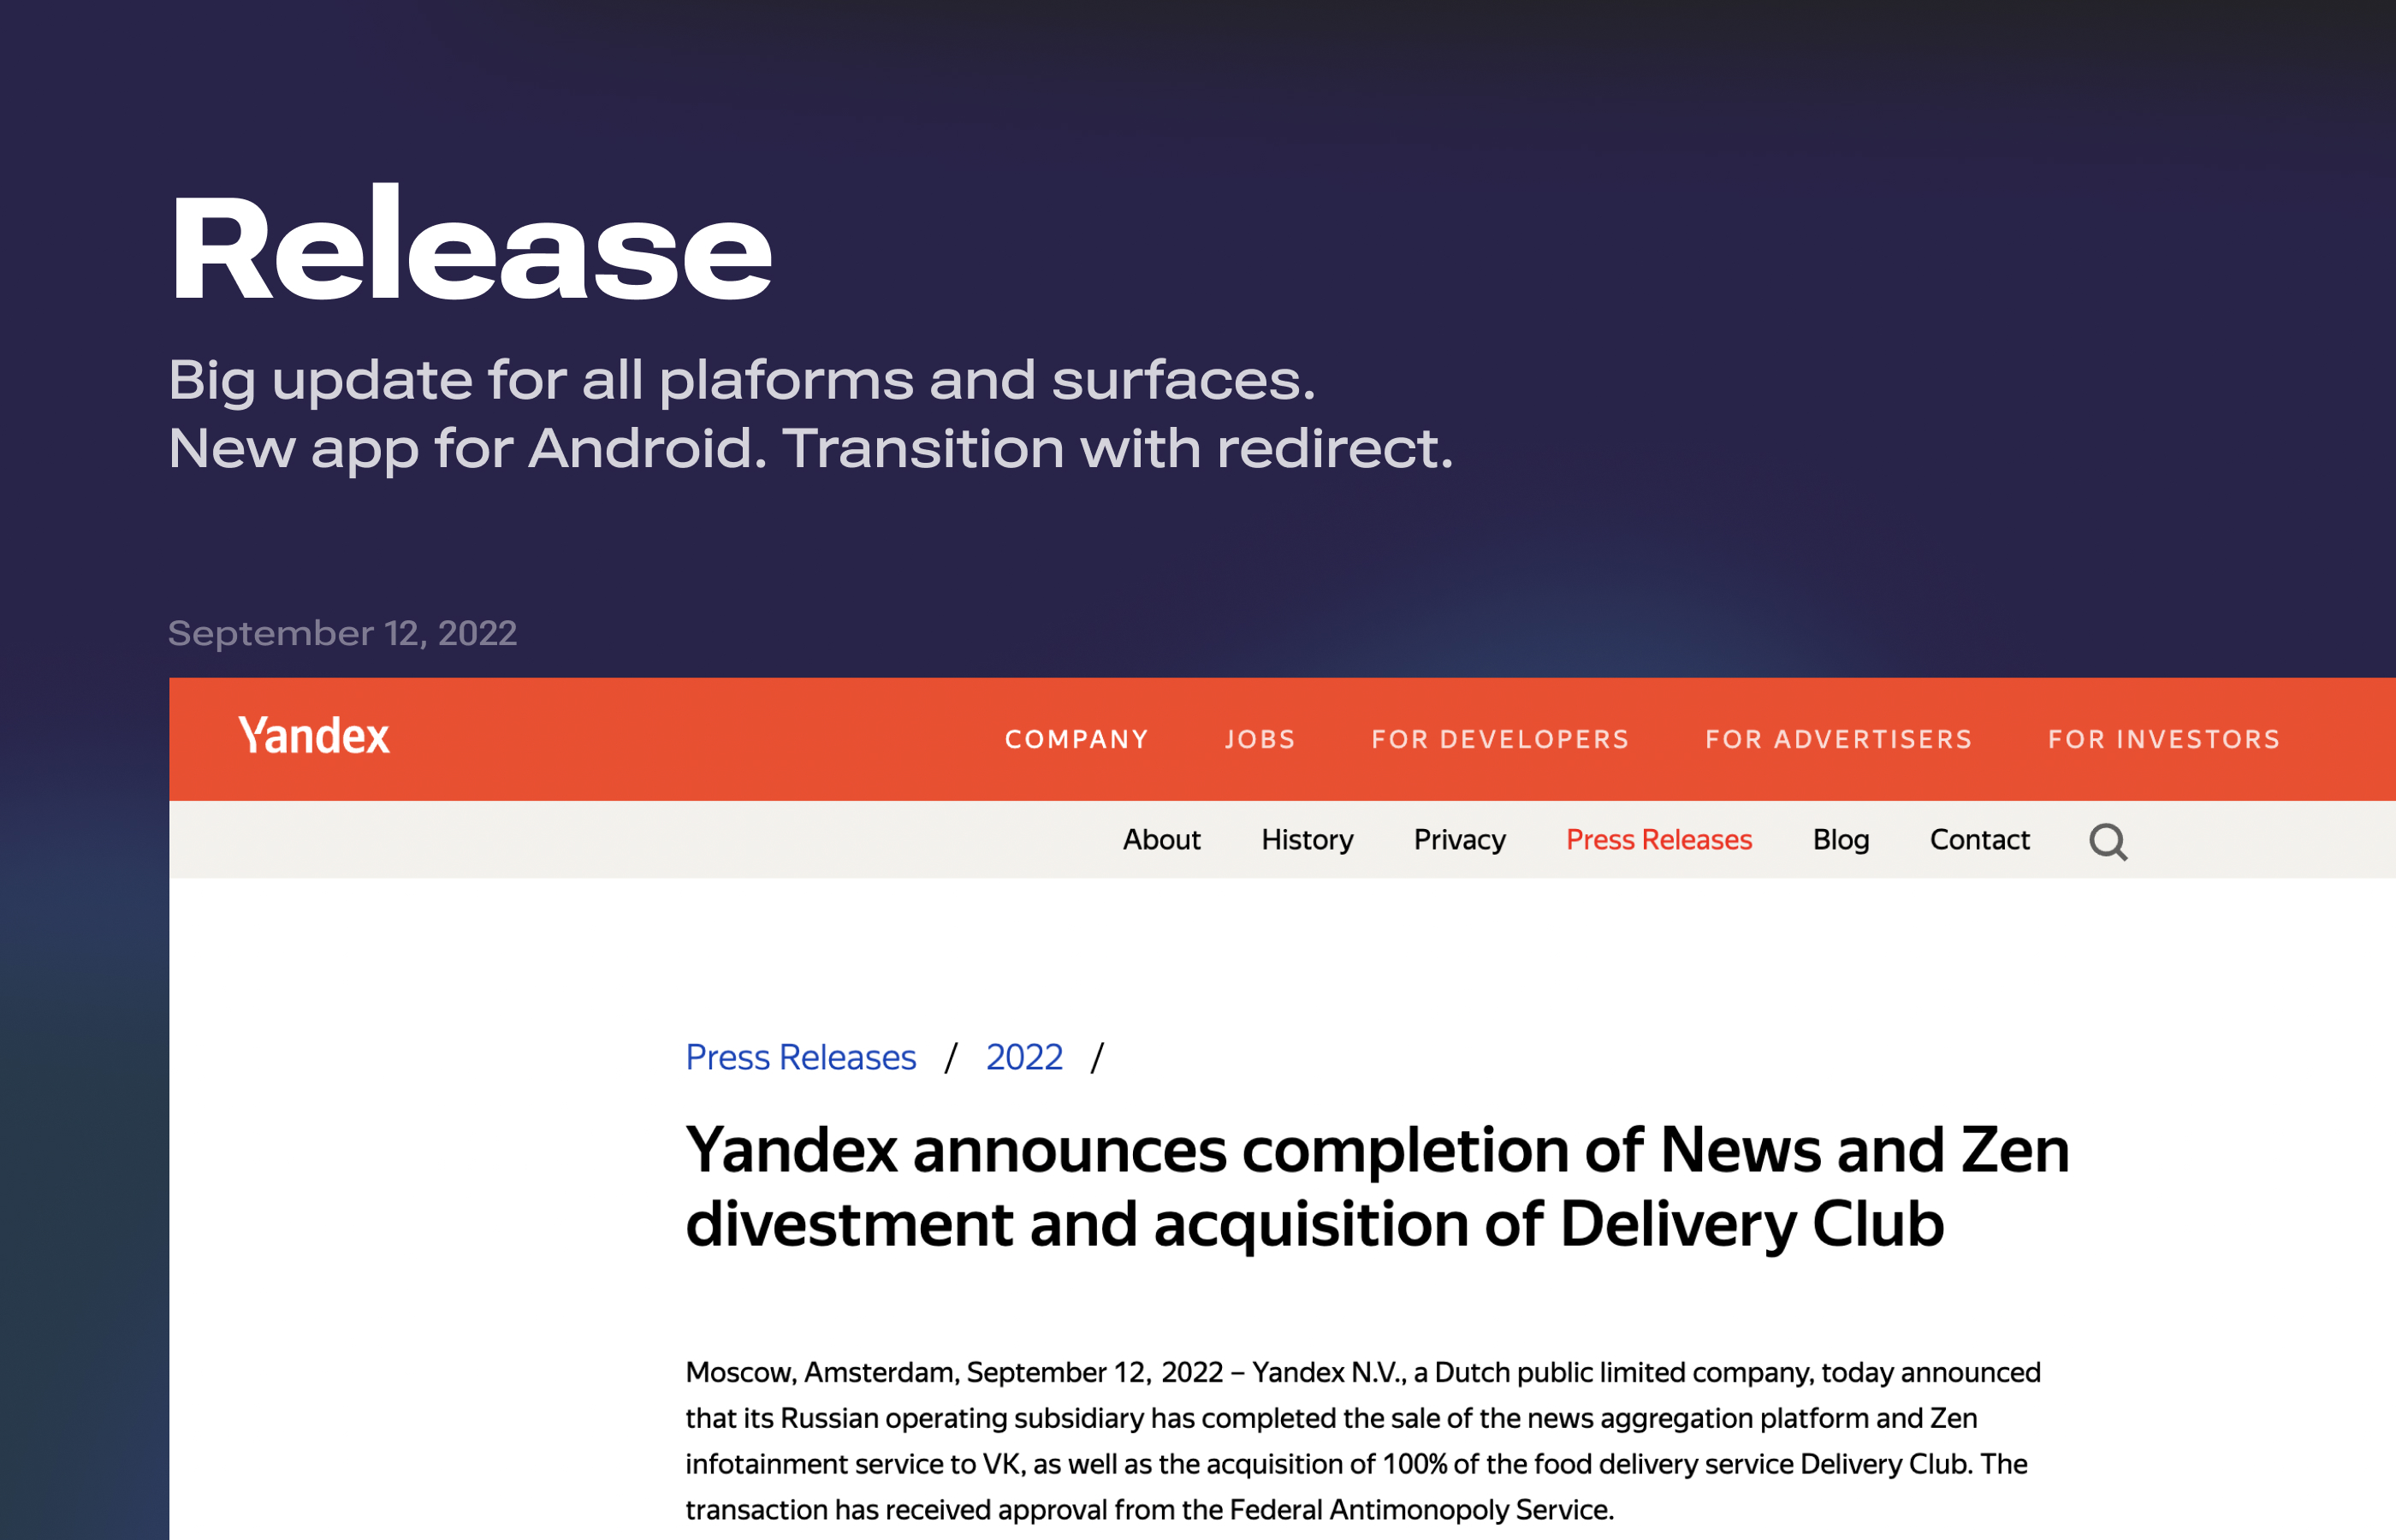 Release
Big update for all plaforms and surfaces.
New app for Android. Transition with redirect.
September 12, 2022
Yandex COMPANY JOBS FOR DEVELOPERS FOR ADVERTISERS FOR INVESTORS
About History Privacy Press Releases Blog Contact
Press Releases / 2022 /
Yandex announces completion of News and Zen
divestment and acquisition of Delivery Club
Moscow, Amsterdam, September 12, 2022 – Yandex N.V., a Dutch public limited company, today announced
that its Russian operating subsidiary has completed the sale of the news aggregation platform and Zen
infotainment service to VK, as well as the acquisition of 100% of the food delivery service Delivery Club. The
transaction has received approval from the Federal Antimonopoly Service.